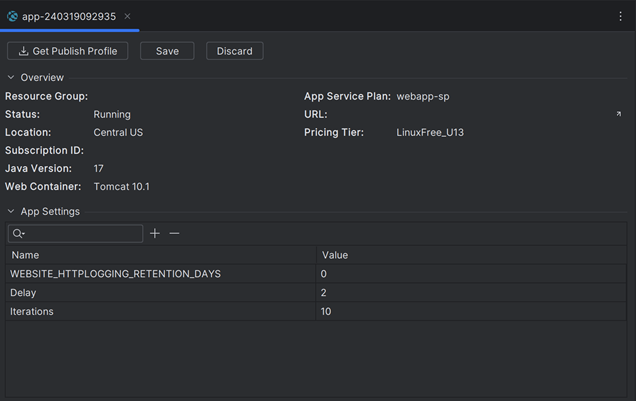 app-240319092935
Get Publish Profile Save Discard
Overview
Resource Group: App Service Plan: webapp-sp
Status: Running URL:
Location: Central US Pricing Tier: LinuxFree_U13
Subscription ID:
Java Version: 17
Web Container: Tomcat 10.1
App Settings
Name Value
WEBSITE_HTTPLOGGING_RETENTION_DAYS 0
Delay 2
Iterations 10